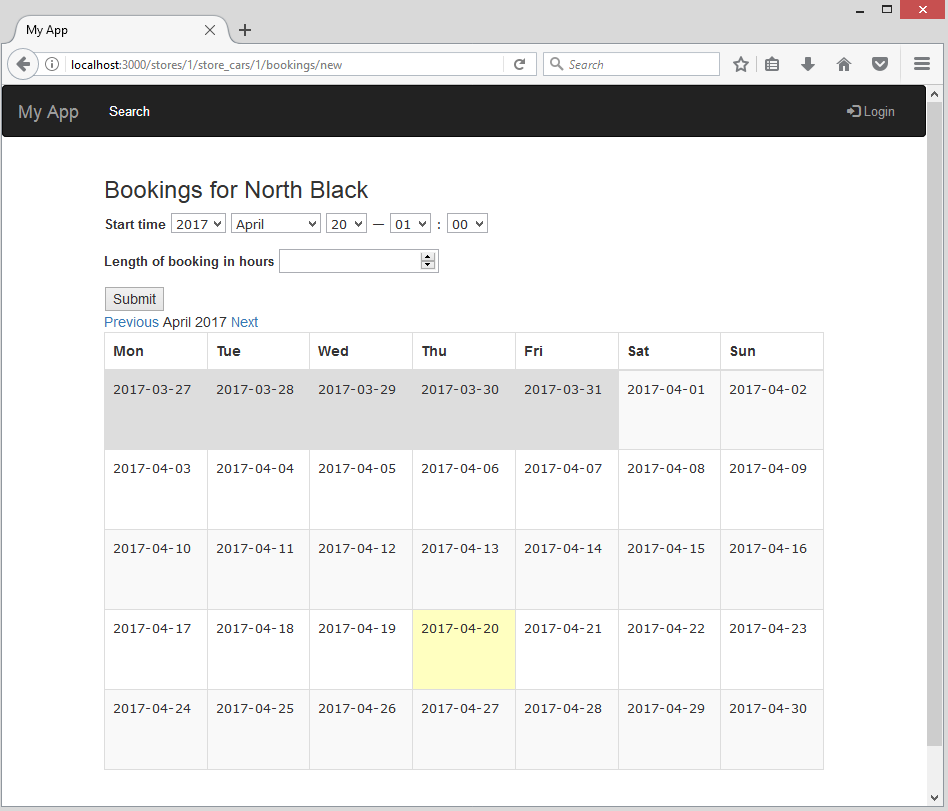 My App
localhost:3000/stores/1/store_cars/1/bookings/new
Search
My App Search Login
Bookings for North Black
Start time 2017 April 20 — 01 : 00
Length of booking in hours
Submit
Previous April 2017 Next
Mon Tue Wed Thu Fri Sat Sun
2017-03-27 2017-03-28 2017-03-29 2017-03-30 2017-03-31 2017-04-01 2017-04-02
2017-04-03 2017-04-04 2017-04-05 2017-04-06 2017-04-07 2017-04-08 2017-04-09
2017-04-10 2017-04-11 2017-04-12 2017-04-13 2017-04-14 2017-04-15 2017-04-16
2017-04-17 2017-04-18 2017-04-19 2017-04-20 2017-04-21 2017-04-22 2017-04-23
2017-04-24 2017-04-25 2017-04-26 2017-04-27 2017-04-28 2017-04-29 2017-04-30